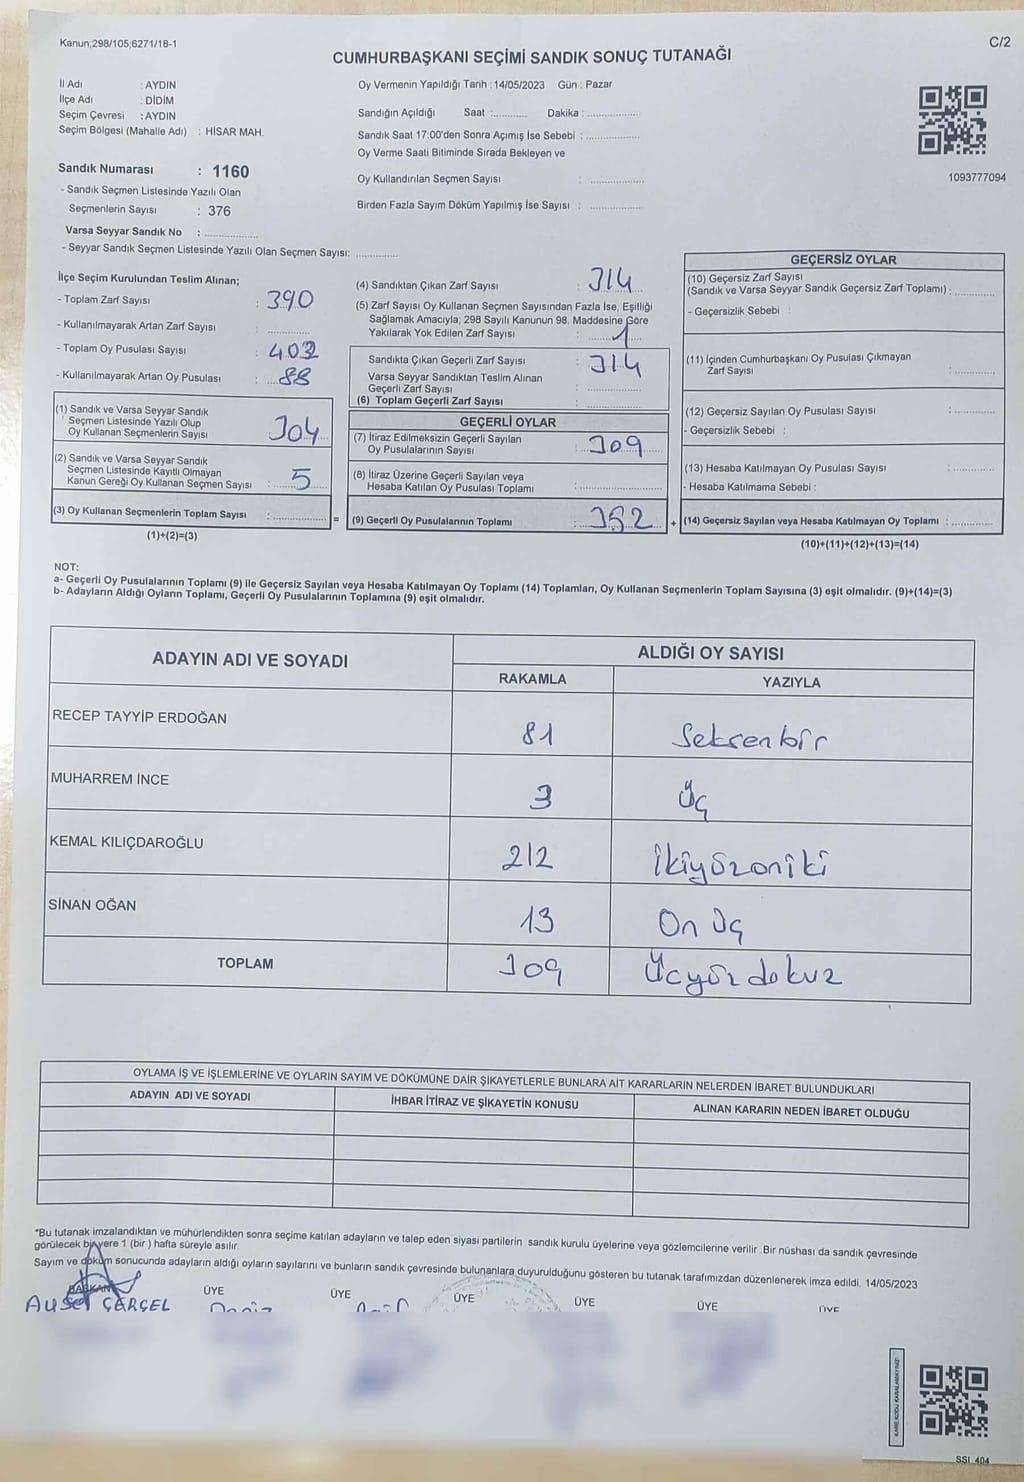 Kanun;298/105;6271/18-1
C/2
CUMHURBAŞKANI SEÇİMİ SANDIK SONUÇ TUTANAĞI
İl Adı : AYDIN
İlçe Adı : DİDİM
Seçim Çevresi : AYDIN
Seçim Bölgesi (Mahalle Adı) : HİSAR MAH.
Oy Vermenin Yapıldığı Tarih : 14/05/2023 Gün : Pazar
Sandığın Açıldığı Saat :............ Dakika :..................
Sandık Saat 17:00'den Sonra Açımış İse Sebebi :..................
Oy Verme Saati Bitiminde Sırada Bekleyen ve
Oy Kullandırılan Seçmen Sayısı : ..................
Birden Fazla Sayım Döküm Yapılmış İse Sayısı : ..................
1093777094
Sandık Numarası : 1160
- Sandık Seçmen Listesinde Yazılı Olan
Seçmenlerin Sayısı : 376
Varsa Seyyar Sandık No : ..................
- Seyyar Sandık Seçmen Listesinde Yazılı Olan Seçmen Sayısı: ..............
İlçe Seçim Kurulundan Teslim Alınan;
- Toplam Zarf Sayısı : 390
- Kullanılmayarak Artan Zarf Sayısı : ..............
- Toplam Oy Pusulası Sayısı : 402
- Kullanılmayarak Artan Oy Pusulası : 88
(1) Sandık ve Varsa Seyyar Sandık
Seçmen Listesinde Yazılı Olup
Oy Kullanan Seçmenlerin Sayısı 304
(2) Sandık ve Varsa Seyyar Sandık
Seçmen Listesinde Kayıtlı Olmayan
Kanun Gereği Oy Kullanan Seçmen Sayısı : 5
(3) Oy Kullanan Seçmenlerin Toplam Sayısı :.................. =
(1)+(2)=(3)
(4) Sandıktan Çıkan Zarf Sayısı : 314
(5) Zarf Sayısı Oy Kullanan Seçmen Sayısından Fazla İse, Eşitliği
Sağlamak Amacıyla; 298 Sayılı Kanunun 98. Maddesine Göre
Yakılarak Yok Edilen Zarf Sayısı : 1
Sandıkta Çıkan Geçerli Zarf Sayısı : 314
Varsa Seyyar Sandıktan Teslim Alınan
Geçerli Zarf Sayısı : ..................
(6) Toplam Geçerli Zarf Sayısı : ..................
GEÇERLİ OYLAR
(7) İtiraz Edilmeksizin Geçerli Sayılan
Oy Pusulalarının Sayısı : 309
(8) İtiraz Üzerine Geçerli Sayılan veya
Hesaba Katılan Oy Pusulası Toplamı :..................
(9) Geçerli Oy Pusulalarının Toplamı : +
GEÇERSİZ OYLAR
(10) Geçersiz Zarf Sayısı
(Sandık ve Varsa Seyyar Sandık Geçersiz Zarf Toplamı) :..............
- Geçersizlik Sebebi :
(11) İçinden Cumhurbaşkanı Oy Pusulası Çıkmayan
Zarf Sayısı :..............
(12) Geçersiz Sayılan Oy Pusulası Sayısı :..............
- Geçersizlik Sebebi :
(13) Hesaba Katılmayan Oy Pusulası Sayısı :..............
- Hesaba Katılmama Sebebi :
(14) Geçersiz Sayılan veya Hesaba Katılmayan Oy Toplamı : ..............
(10)+(11)+(12)+(13)=(14)
NOT:
a- Geçerli Oy Pusulalarının Toplamı (9) ile Geçersiz Sayılan veya Hesaba Katılmayan Oy Toplamı (14) Toplamları, Oy Kullanan Seçmenlerin Toplam Sayısına (3) eşit olmalıdır. (9)+(14)=(3)
b- Adayların Aldığı Oyların Toplamı, Geçerli Oy Pusulalarının Toplamına (9) eşit olmalıdır.
ADAYIN ADI VE SOYADI
ALDIĞI OY SAYISI
RAKAMLA YAZIYLA
RECEP TAYYİP ERDOĞAN 81 Seksenbir
MUHARREM İNCE 3 Üç
KEMAL KILIÇDAROĞLU 212 İkiyüzoniki
SİNAN OĞAN 13 On üç
TOPLAM 309 Üçyüz dokuz
OYLAMA İŞ VE İŞLEMLERİNE VE OYLARIN SAYIM VE DÖKÜMÜNE DAİR ŞİKAYETLERLE BUNLARA AİT KARARLARIN NELERDEN İBARET BULUNDUKLARI
ADAYIN ADI VE SOYADI İHBAR İTİRAZ VE ŞİKAYETİN KONUSU ALINAN KARARIN NEDEN İBARET OLDUĞU
*Bu tutanak imzalandıktan ve mühürlendikten sonra seçime katılan adayların ve talep eden siyasi partilerin sandık kurulu üyelerine veya gözlemcilerine verilir .Bir nüshası da sandık çevresinde
görülecek bir yere 1 (bir ) hafta süreyle asılır.
Sayım ve döküm sonucunda adayların aldığı oyların sayılarını ve bunların sandık çevresinde bulunanlara duyurulduğunu gösteren bu tutanak tarafımızdan düzenlenerek imza edildi. 14/05/2023
BAŞKAN ÜYE ÜYE ÜYE ÜYE ÜYE ÜYE
ÇERÇEL
SSI_404